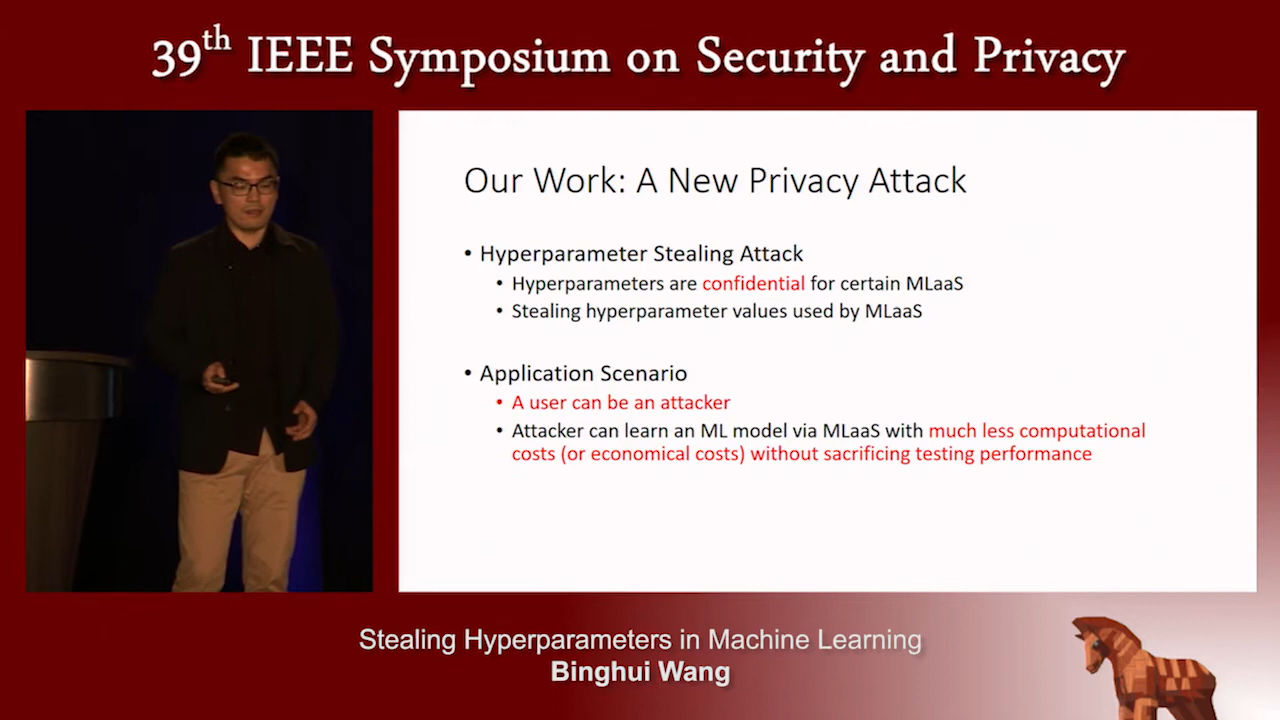 39th IEEE Symposium on Security and Privacy
Our Work: A New Privacy Attack
• Hyperparameter Stealing Attack
• Hyperparameters are confidential for certain MLaaS
• Stealing hyperparameter values used by MLaaS
• Application Scenario
• A user can be an attacker
• Attacker can learn an ML model via MLaaS with much less computational
costs (or economical costs) without sacrificing testing performance
Stealing Hyperparameters in Machine Learning
Binghui Wang